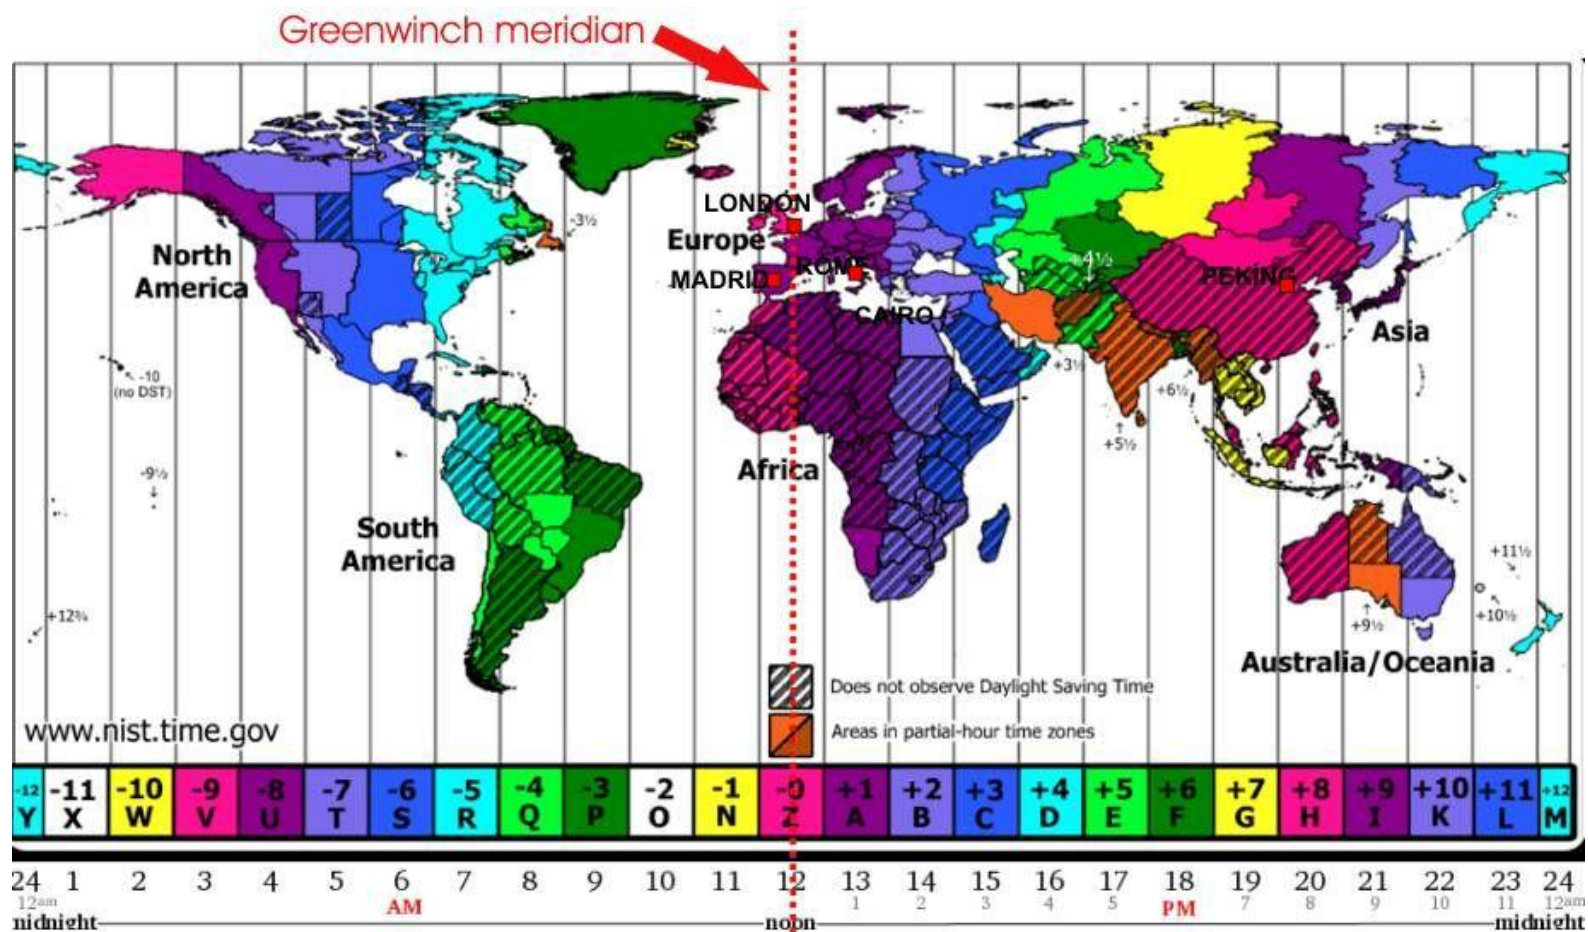 Greenwinch meridian
LONDON
-3½
North
America
Europe
MADRID
ROME
+4½
PEKING
CAIRO
Asia
-10
(no DST)
+3½
+6½
+5½
-9½
Africa
South
America
+11½
+12¾
+9½
+10½
Australia/Oceania
Does not observe Daylight Saving Time
www.nist.time.gov
Areas in partial-hour time zones
-12 -11 -10 -9 -8 -7 -6 -5 -4 -3 -2 -1 -0 +1 +2 +3 +4 +5 +6 +7 +8 +9 +10 +11 +12
Y X W V U T S R Q P O N Z A B C D E F G H I K L M
24 1 2 3 4 5 6 7 8 9 10 11 12 13 14 15 16 17 18 19 20 21 22 23 24
12am AM 1 2 3 4 5 PM 7 8 9 10 11 12am
midnight noon midnight